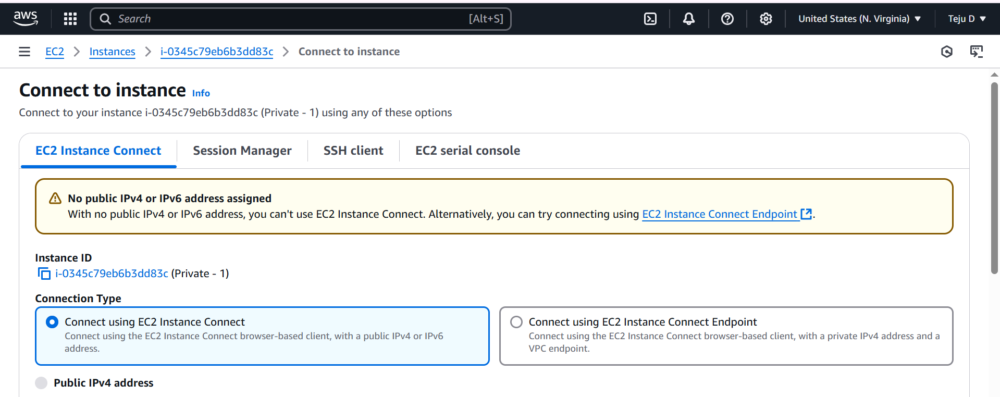 aws Search [Alt+S] United States (N. Virginia) Teju D
EC2 Instances i-0345c79eb6b3dd83c Connect to instance
Connect to instance Info
Connect to your instance i-0345c79eb6b3dd83c (Private - 1) using any of these options
EC2 Instance Connect Session Manager SSH client EC2 serial console
No public IPv4 or IPv6 address assigned
With no public IPv4 or IPv6 address, you can't use EC2 Instance Connect. Alternatively, you can try connecting using EC2 Instance Connect Endpoint.
Instance ID
i-0345c79eb6b3dd83c (Private - 1)
Connection Type
Connect using EC2 Instance Connect
Connect using the EC2 Instance Connect browser-based client, with a public IPv4 or IPv6
address.
Connect using EC2 Instance Connect Endpoint
Connect using the EC2 Instance Connect browser-based client, with a private IPv4 address and a
VPC endpoint.
Public IPv4 address